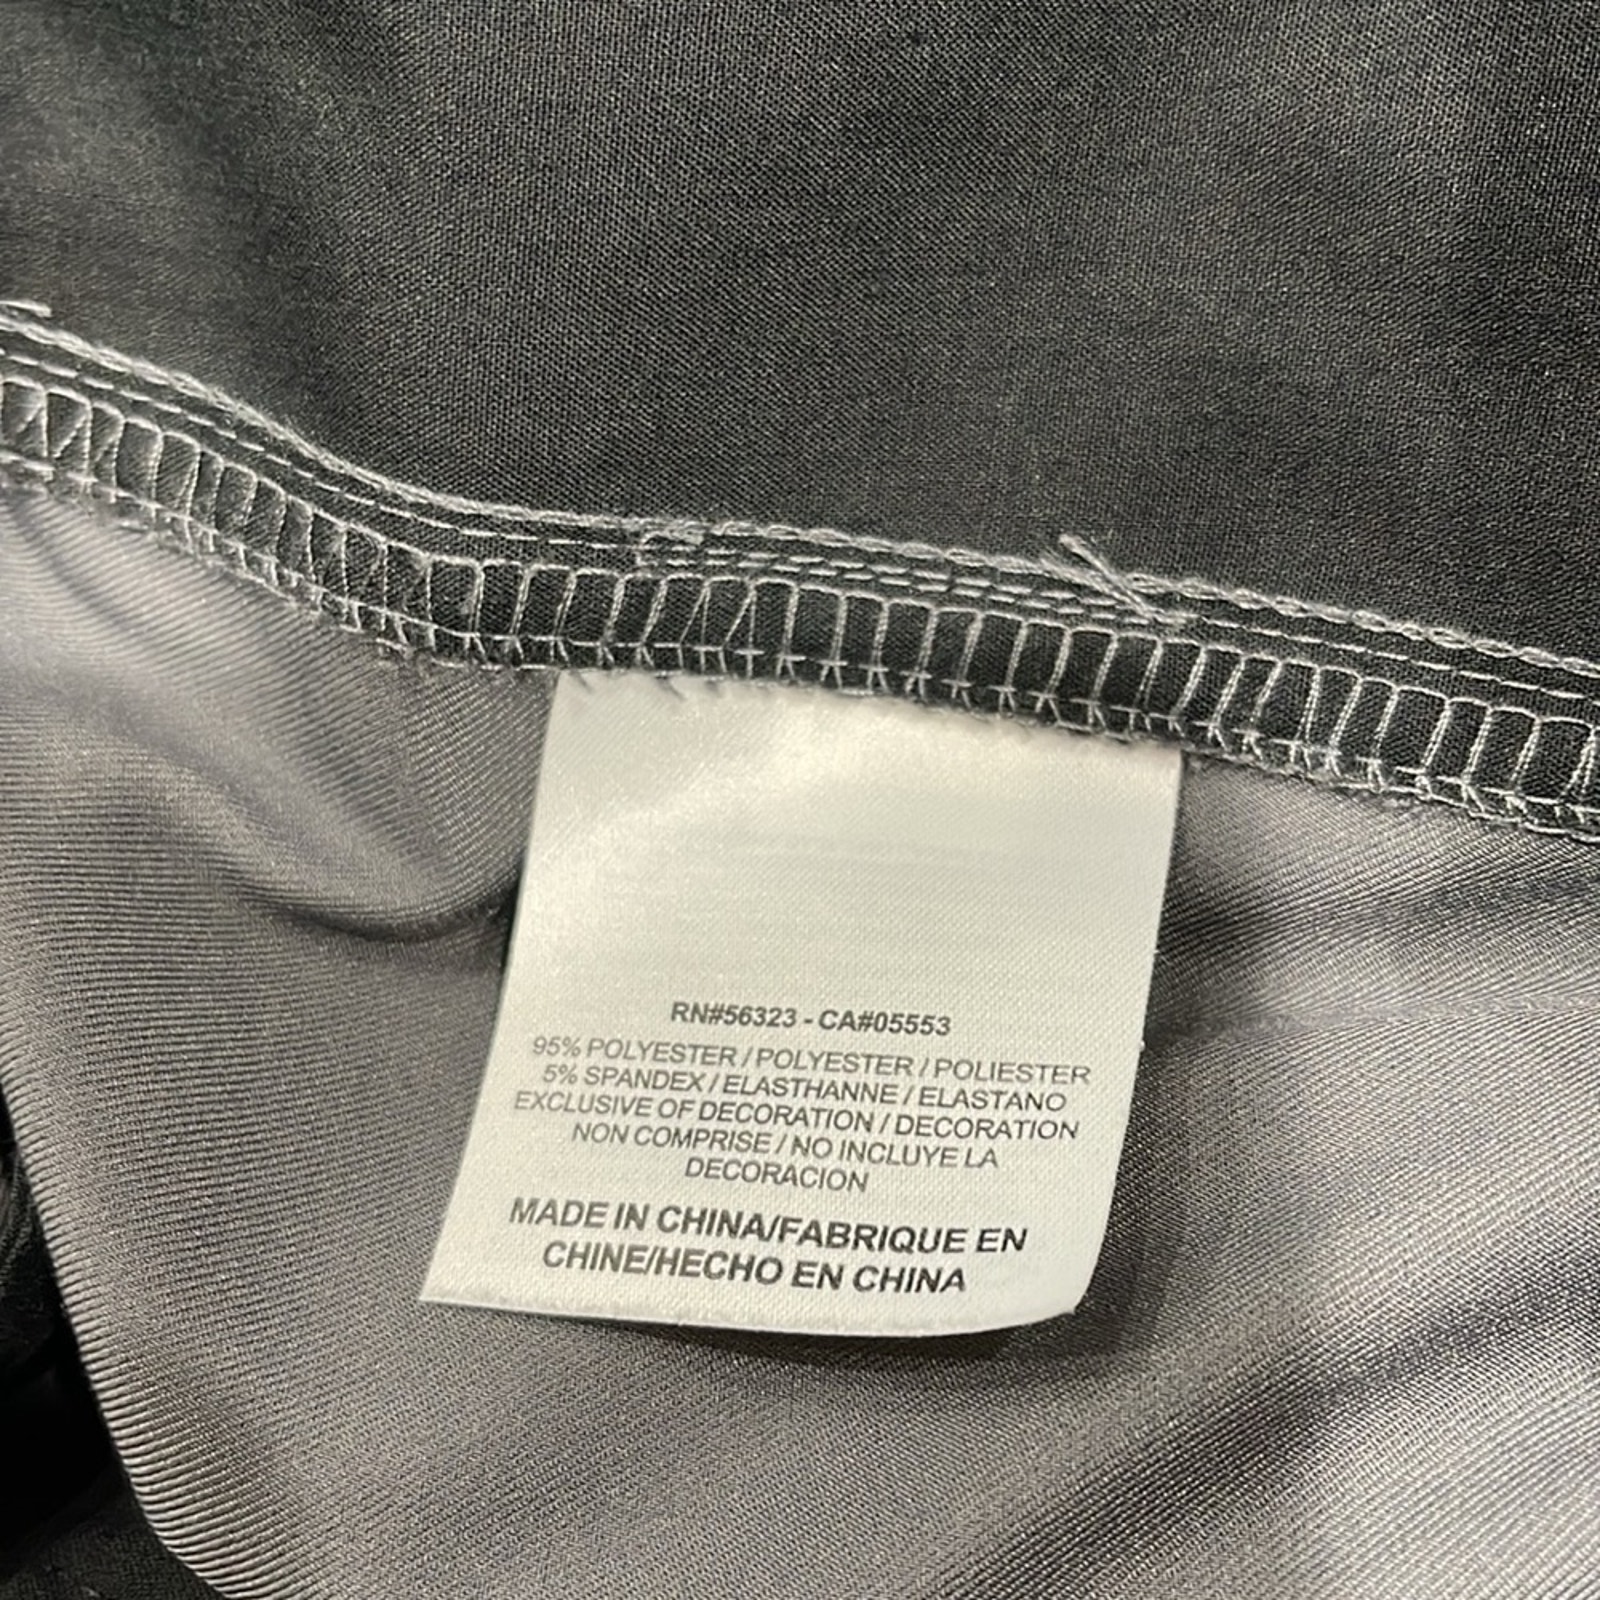 RN#56323 - CA#05553
95% POLYESTER / POLYESTER / POLIESTER
5% SPANDEX / ELASTHANNE / ELASTANO
EXCLUSIVE OF DECORATION / DECORATION
NON COMPRISE / NO INCLUYE LA
DECORACION
MADE IN CHINA/FABRIQUE EN
CHINE/HECHO EN CHINA